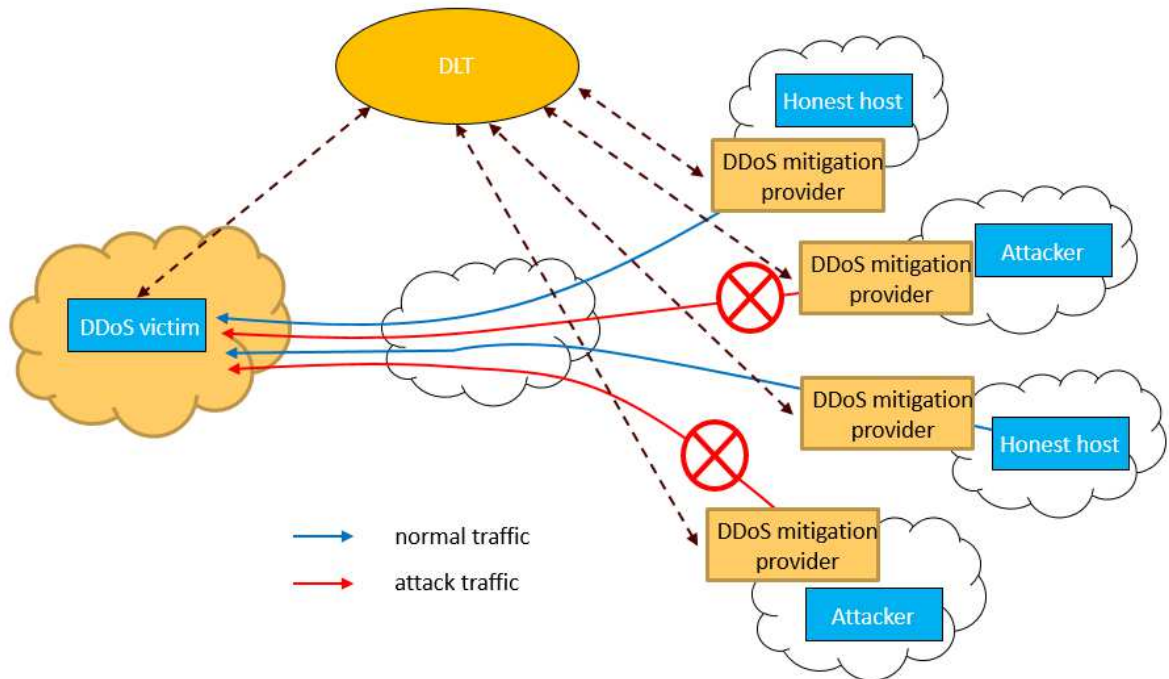 DLT
Honest host
DDoS mitigation
provider
DDoS mitigation
provider
Attacker
DDoS victim
DDoS mitigation
provider
Honest host
DDoS mitigation
provider
Attacker
normal traffic
attack traffic